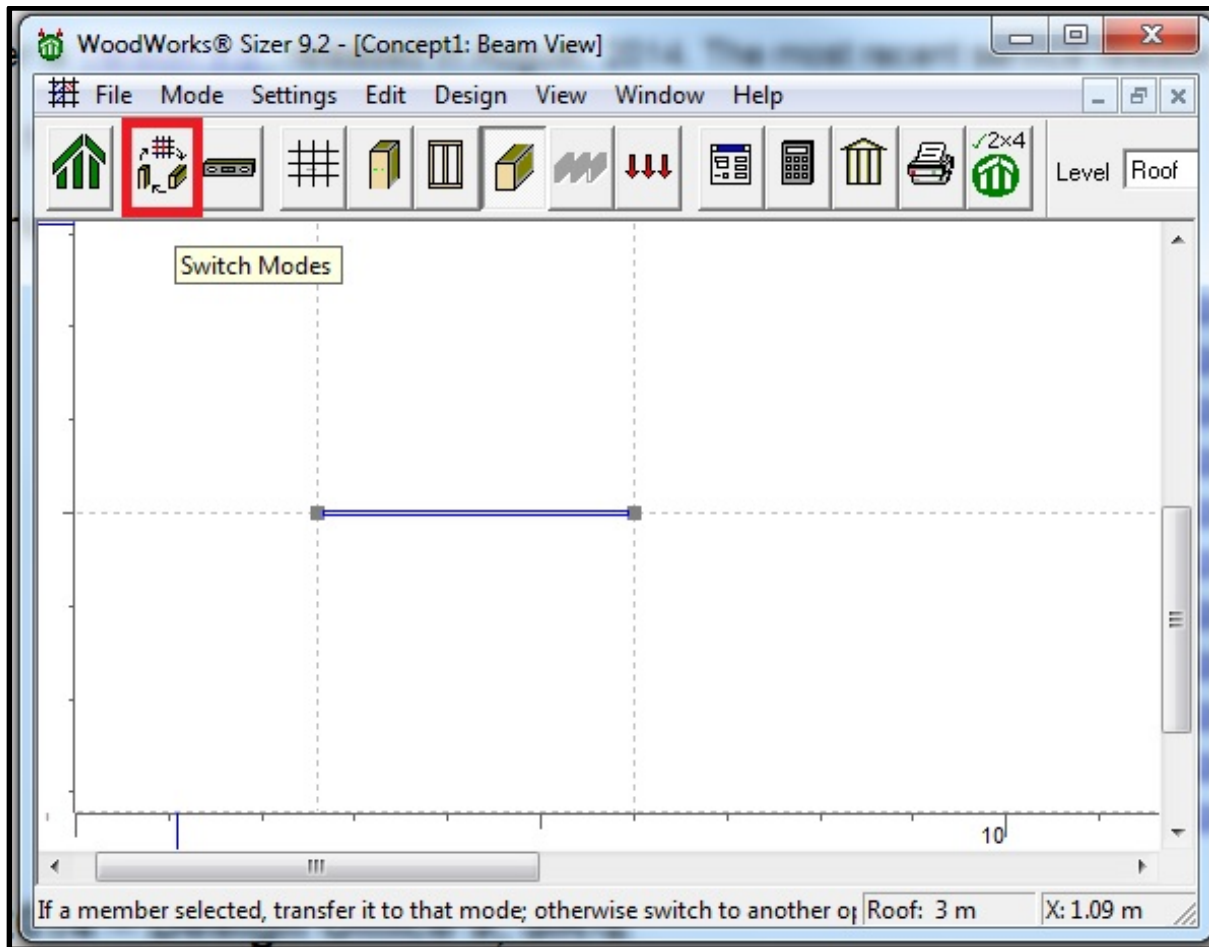 WoodWorks® Sizer 9.2 - [Concept1: Beam View]
File Mode Settings Edit Design View Window Help
✓2×4
Level Roof
Switch Modes
10
If a member selected, transfer it to that mode; otherwise switch to another o
Roof: 3 m
X: 1.09 m